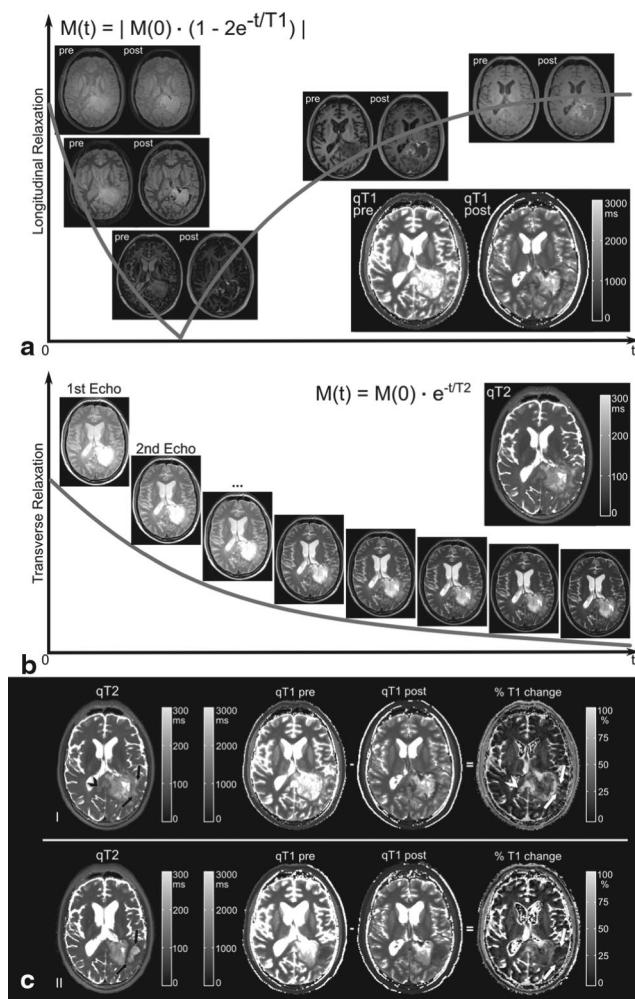 M(t) = | M(0) · (1 - 2e-t/T1) |
pre post
pre post
pre post
pre post
pre post
Longitudinal Relaxation
qT1 pre
qT1 post
3000 ms
2000
1000
0
a
0
t
1st Echo
2nd Echo
...
M(t) = M(0) · e-t/T2
qT2
300 ms
200
100
0
Transverse Relaxation
b
0
t
qT2
qT1 pre
qT1 post
% T1 change
300 ms
200
100
0
3000 ms
2000
1000
0
-
=
100 %
75
50
25
0
I
qT2
qT1 pre
qT1 post
% T1 change
300 ms
200
100
0
3000 ms
2000
1000
0
-
=
100 %
75
50
25
0
c
II